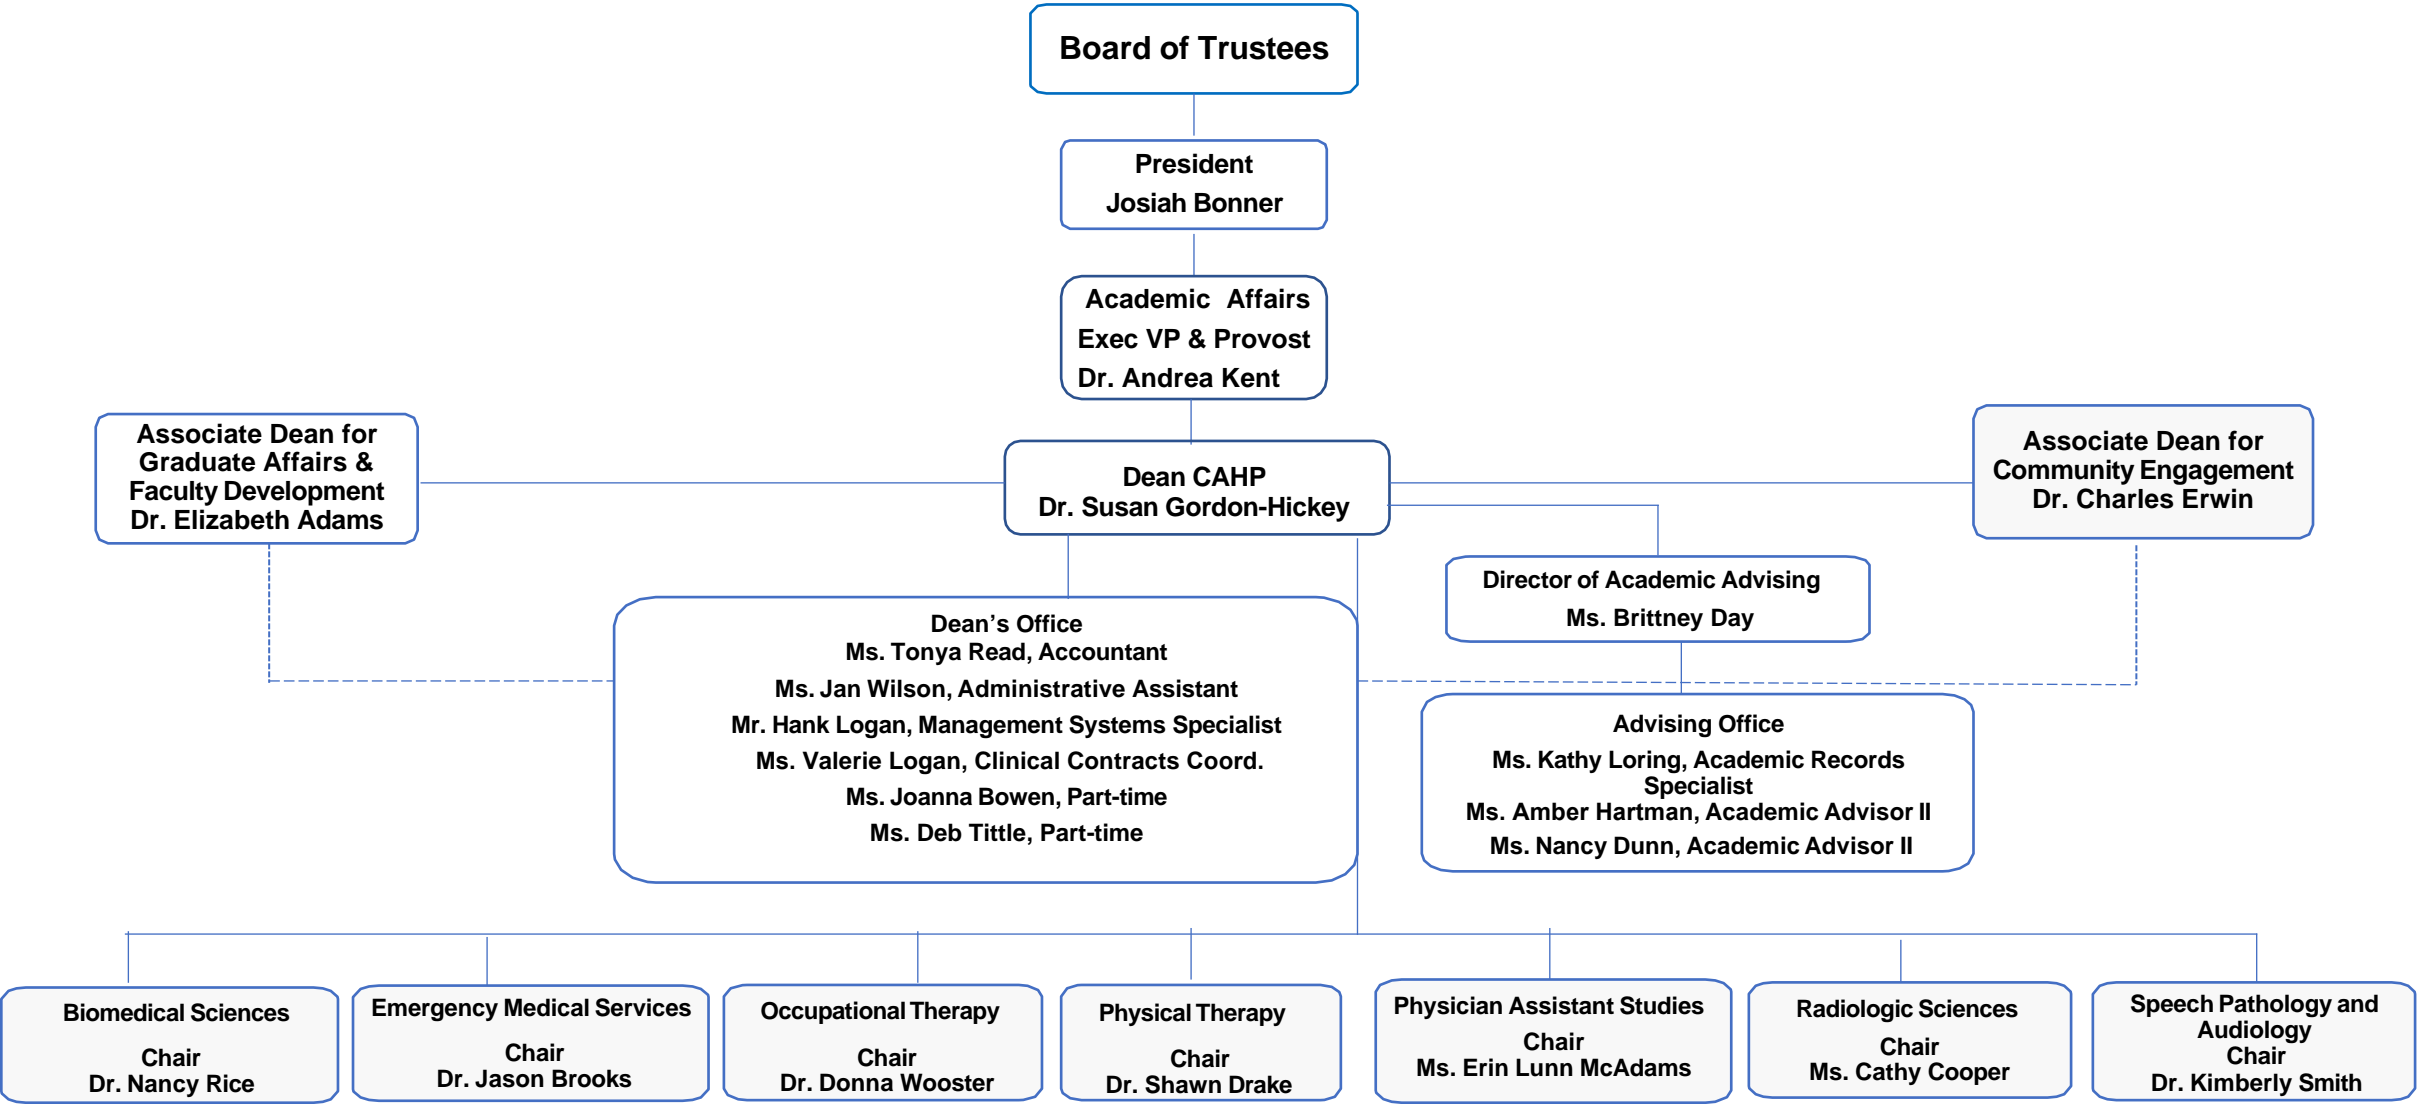 Board of Trustees
President
Josiah Bonner
Academic Affairs
Exec VP & Provost
Dr. Andrea Kent
Associate Dean for
Graduate Affairs &
Faculty Development
Dr. Elizabeth Adams
Dean CAHP
Dr. Susan Gordon-Hickey
Associate Dean for
Community Engagement
Dr. Charles Erwin
Director of Academic Advising
Ms. Brittney Day
Dean’s Office
Ms. Tonya Read, Accountant
Ms. Jan Wilson, Administrative Assistant
Mr. Hank Logan, Management Systems Specialist
Ms. Valerie Logan, Clinical Contracts Coord.
Ms. Joanna Bowen, Part-time
Ms. Deb Tittle, Part-time
Advising Office
Ms. Kathy Loring, Academic Records
Specialist
Ms. Amber Hartman, Academic Advisor II
Ms. Nancy Dunn, Academic Advisor II
Biomedical Sciences
Chair
Dr. Nancy Rice
Emergency Medical Services
Chair
Dr. Jason Brooks
Occupational Therapy
Chair
Dr. Donna Wooster
Physical Therapy
Chair
Dr. Shawn Drake
Physician Assistant Studies
Chair
Ms. Erin Lunn McAdams
Radiologic Sciences
Chair
Ms. Cathy Cooper
Speech Pathology and
Audiology
Chair
Dr. Kimberly Smith